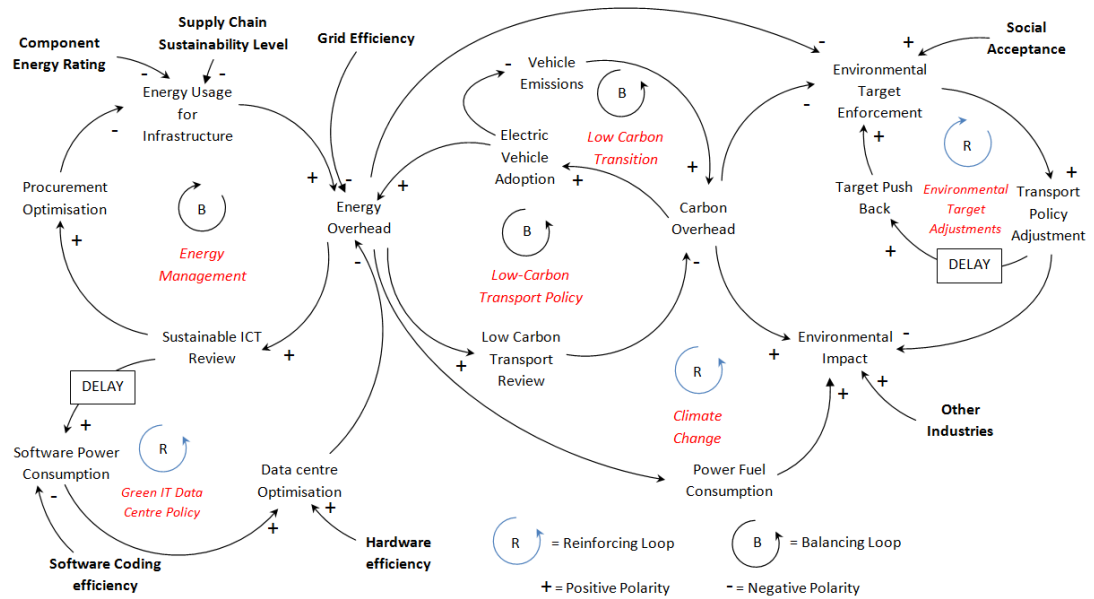 Component
Energy Rating
Supply Chain
Sustainability Level
Grid Efficiency
Social
Acceptance
-
-
Energy Usage
for
Infrastructure
-
-
Vehicle
Emissions
B
Low Carbon
Transition
-
+
Environmental
Target
Enforcement
-
Electric
Vehicle
Adoption
+
+
R
Environmental
Target
Adjustments
Procurement
Optimisation
B
Energy
Management
+
-
+
Energy
Overhead
-
+
B
Low-Carbon
Transport Policy
Carbon
Overhead
-
Target Push
Back
+
+
Transport
Policy
Adjustment
DELAY
+
Sustainable ICT
Review
+
Low Carbon
Transport
Review
+
Environmental
Impact
+
-
+
+
DELAY
+
R
Climate
Change
Other
Industries
Software Power
Consumption
-
R
Green IT Data
Centre Policy
Data centre
Optimisation
+
+
Power Fuel
Consumption
+
Software Coding
efficiency
Hardware
efficiency
R
= Reinforcing Loop
B
= Balancing Loop
+ = Positive Polarity
- = Negative Polarity